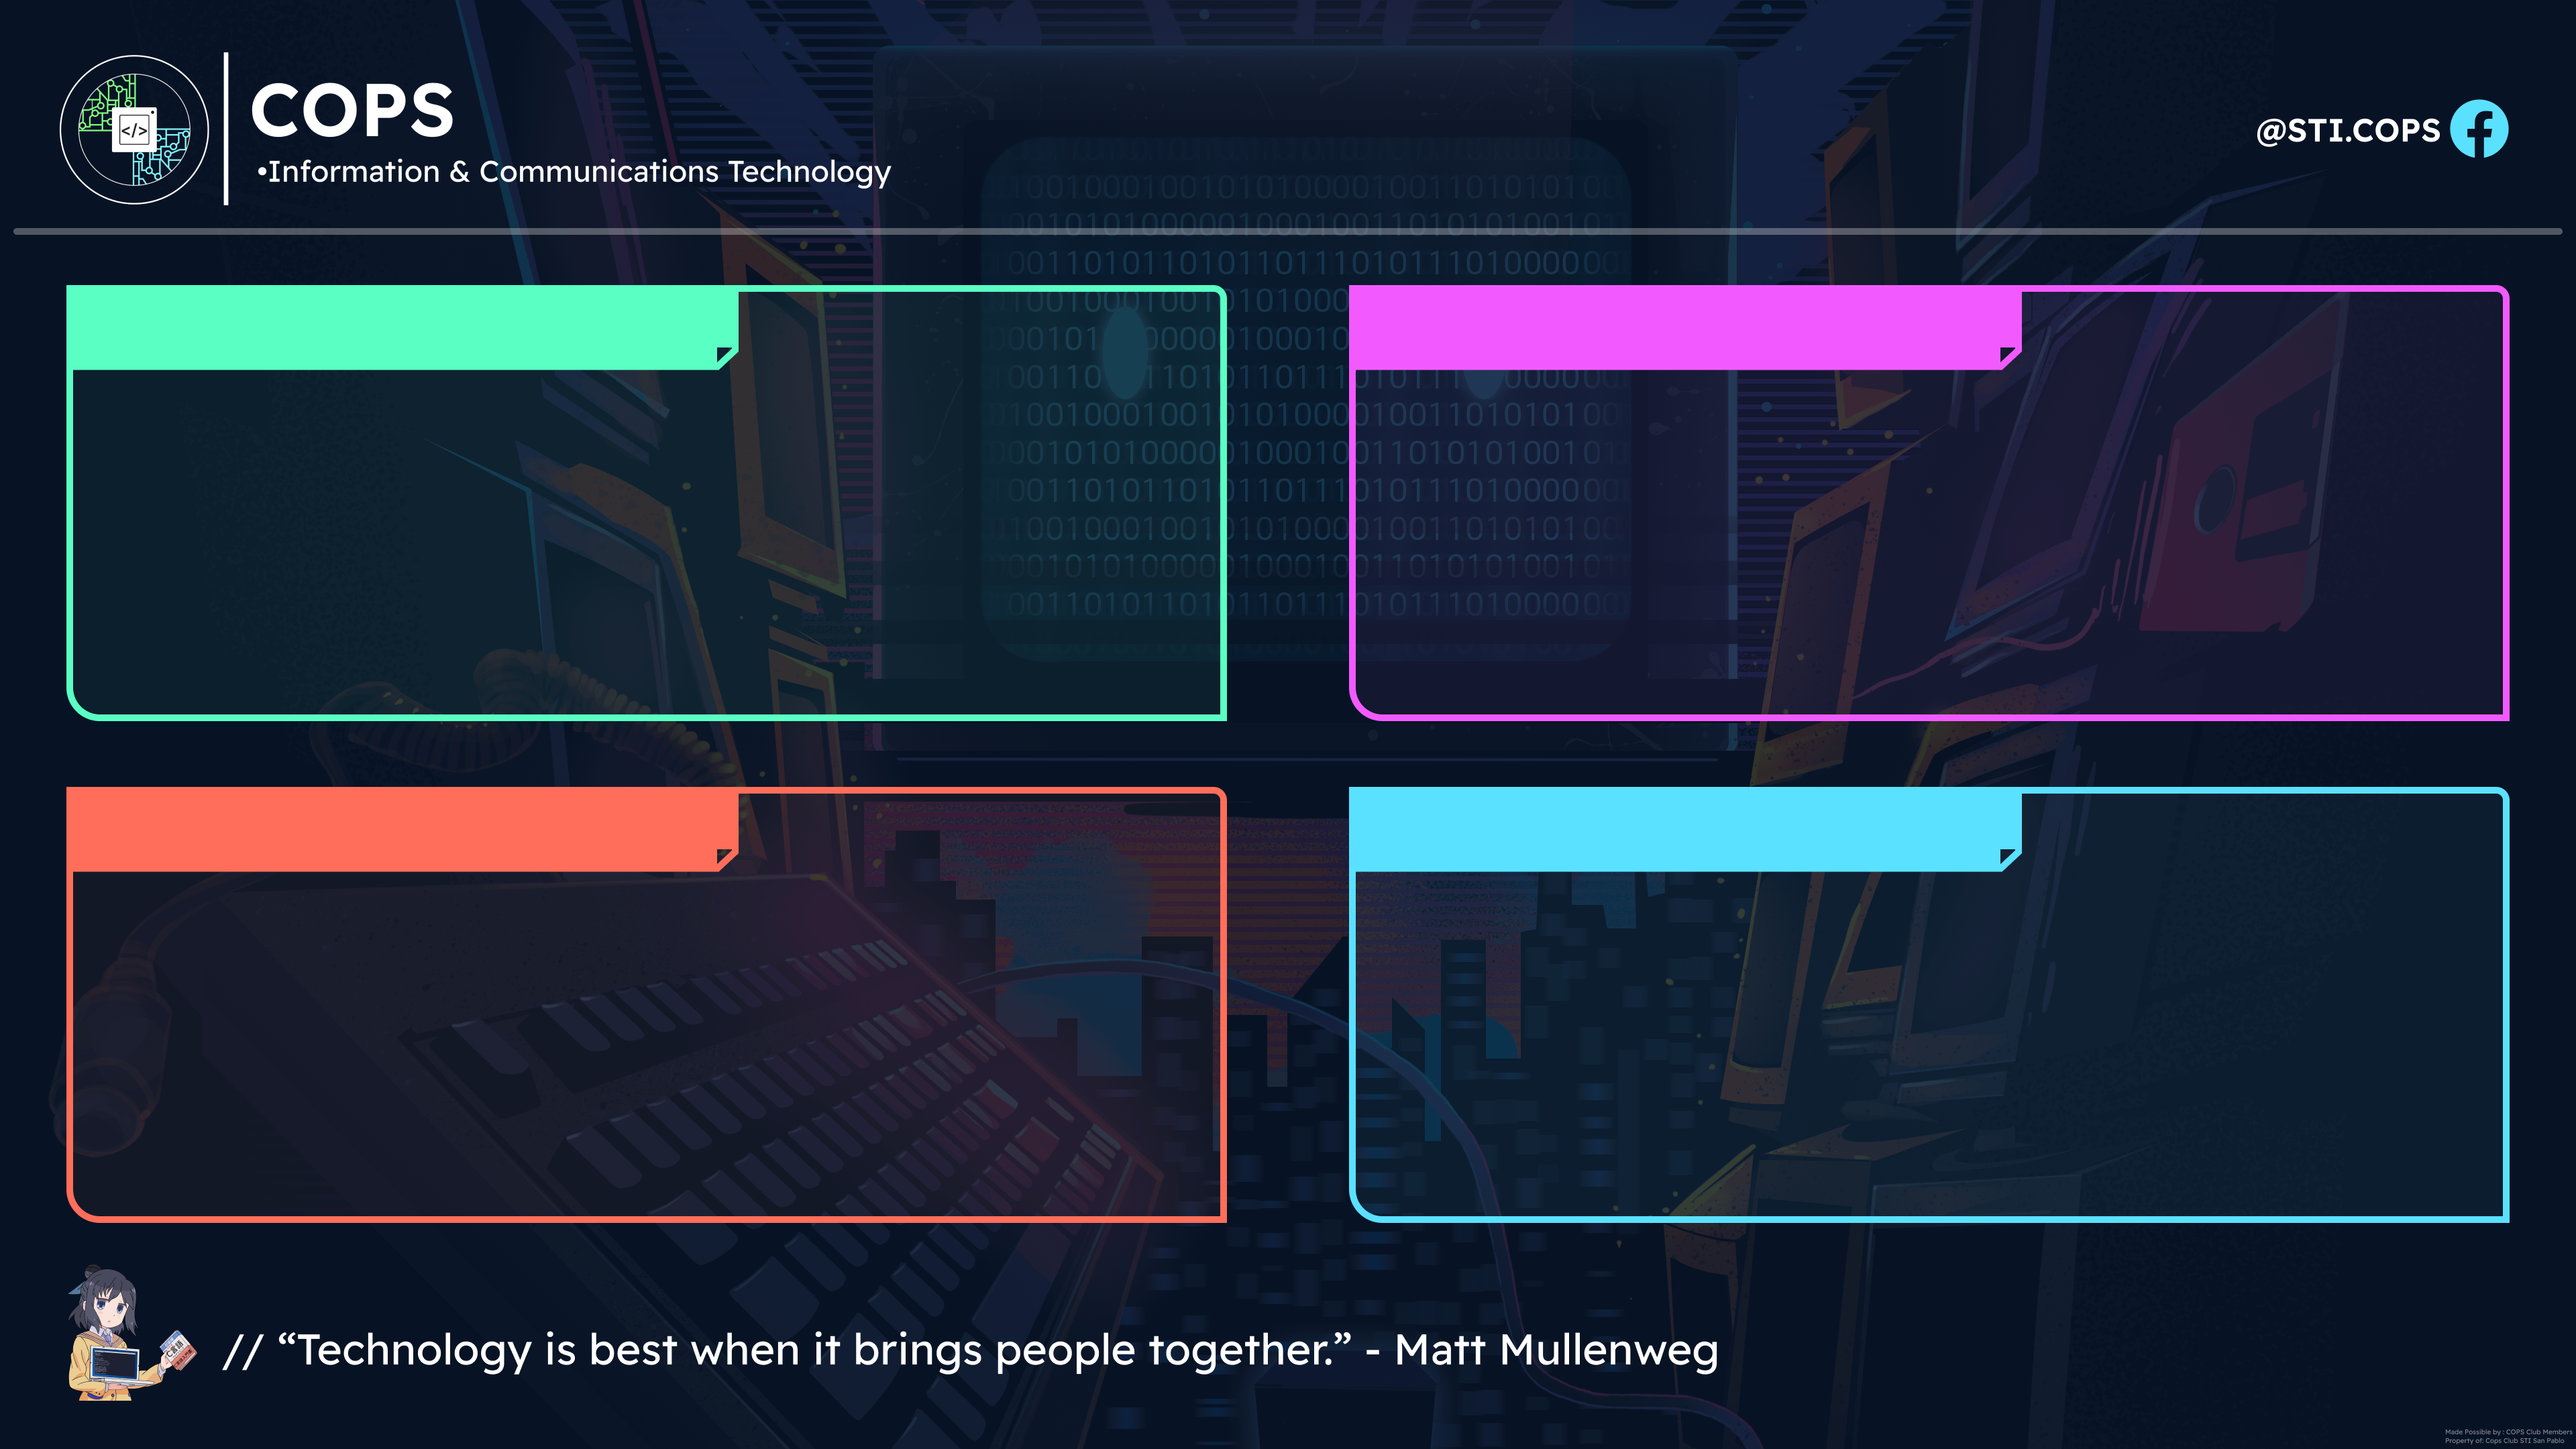 </>
COPS
•Information & Communications Technology
@STI.COPS
// “Technology is best when it brings people together.” - Matt Mullenweg
Made Possible by : COPS Club Members
Property of: Cops Club STI San Pablo